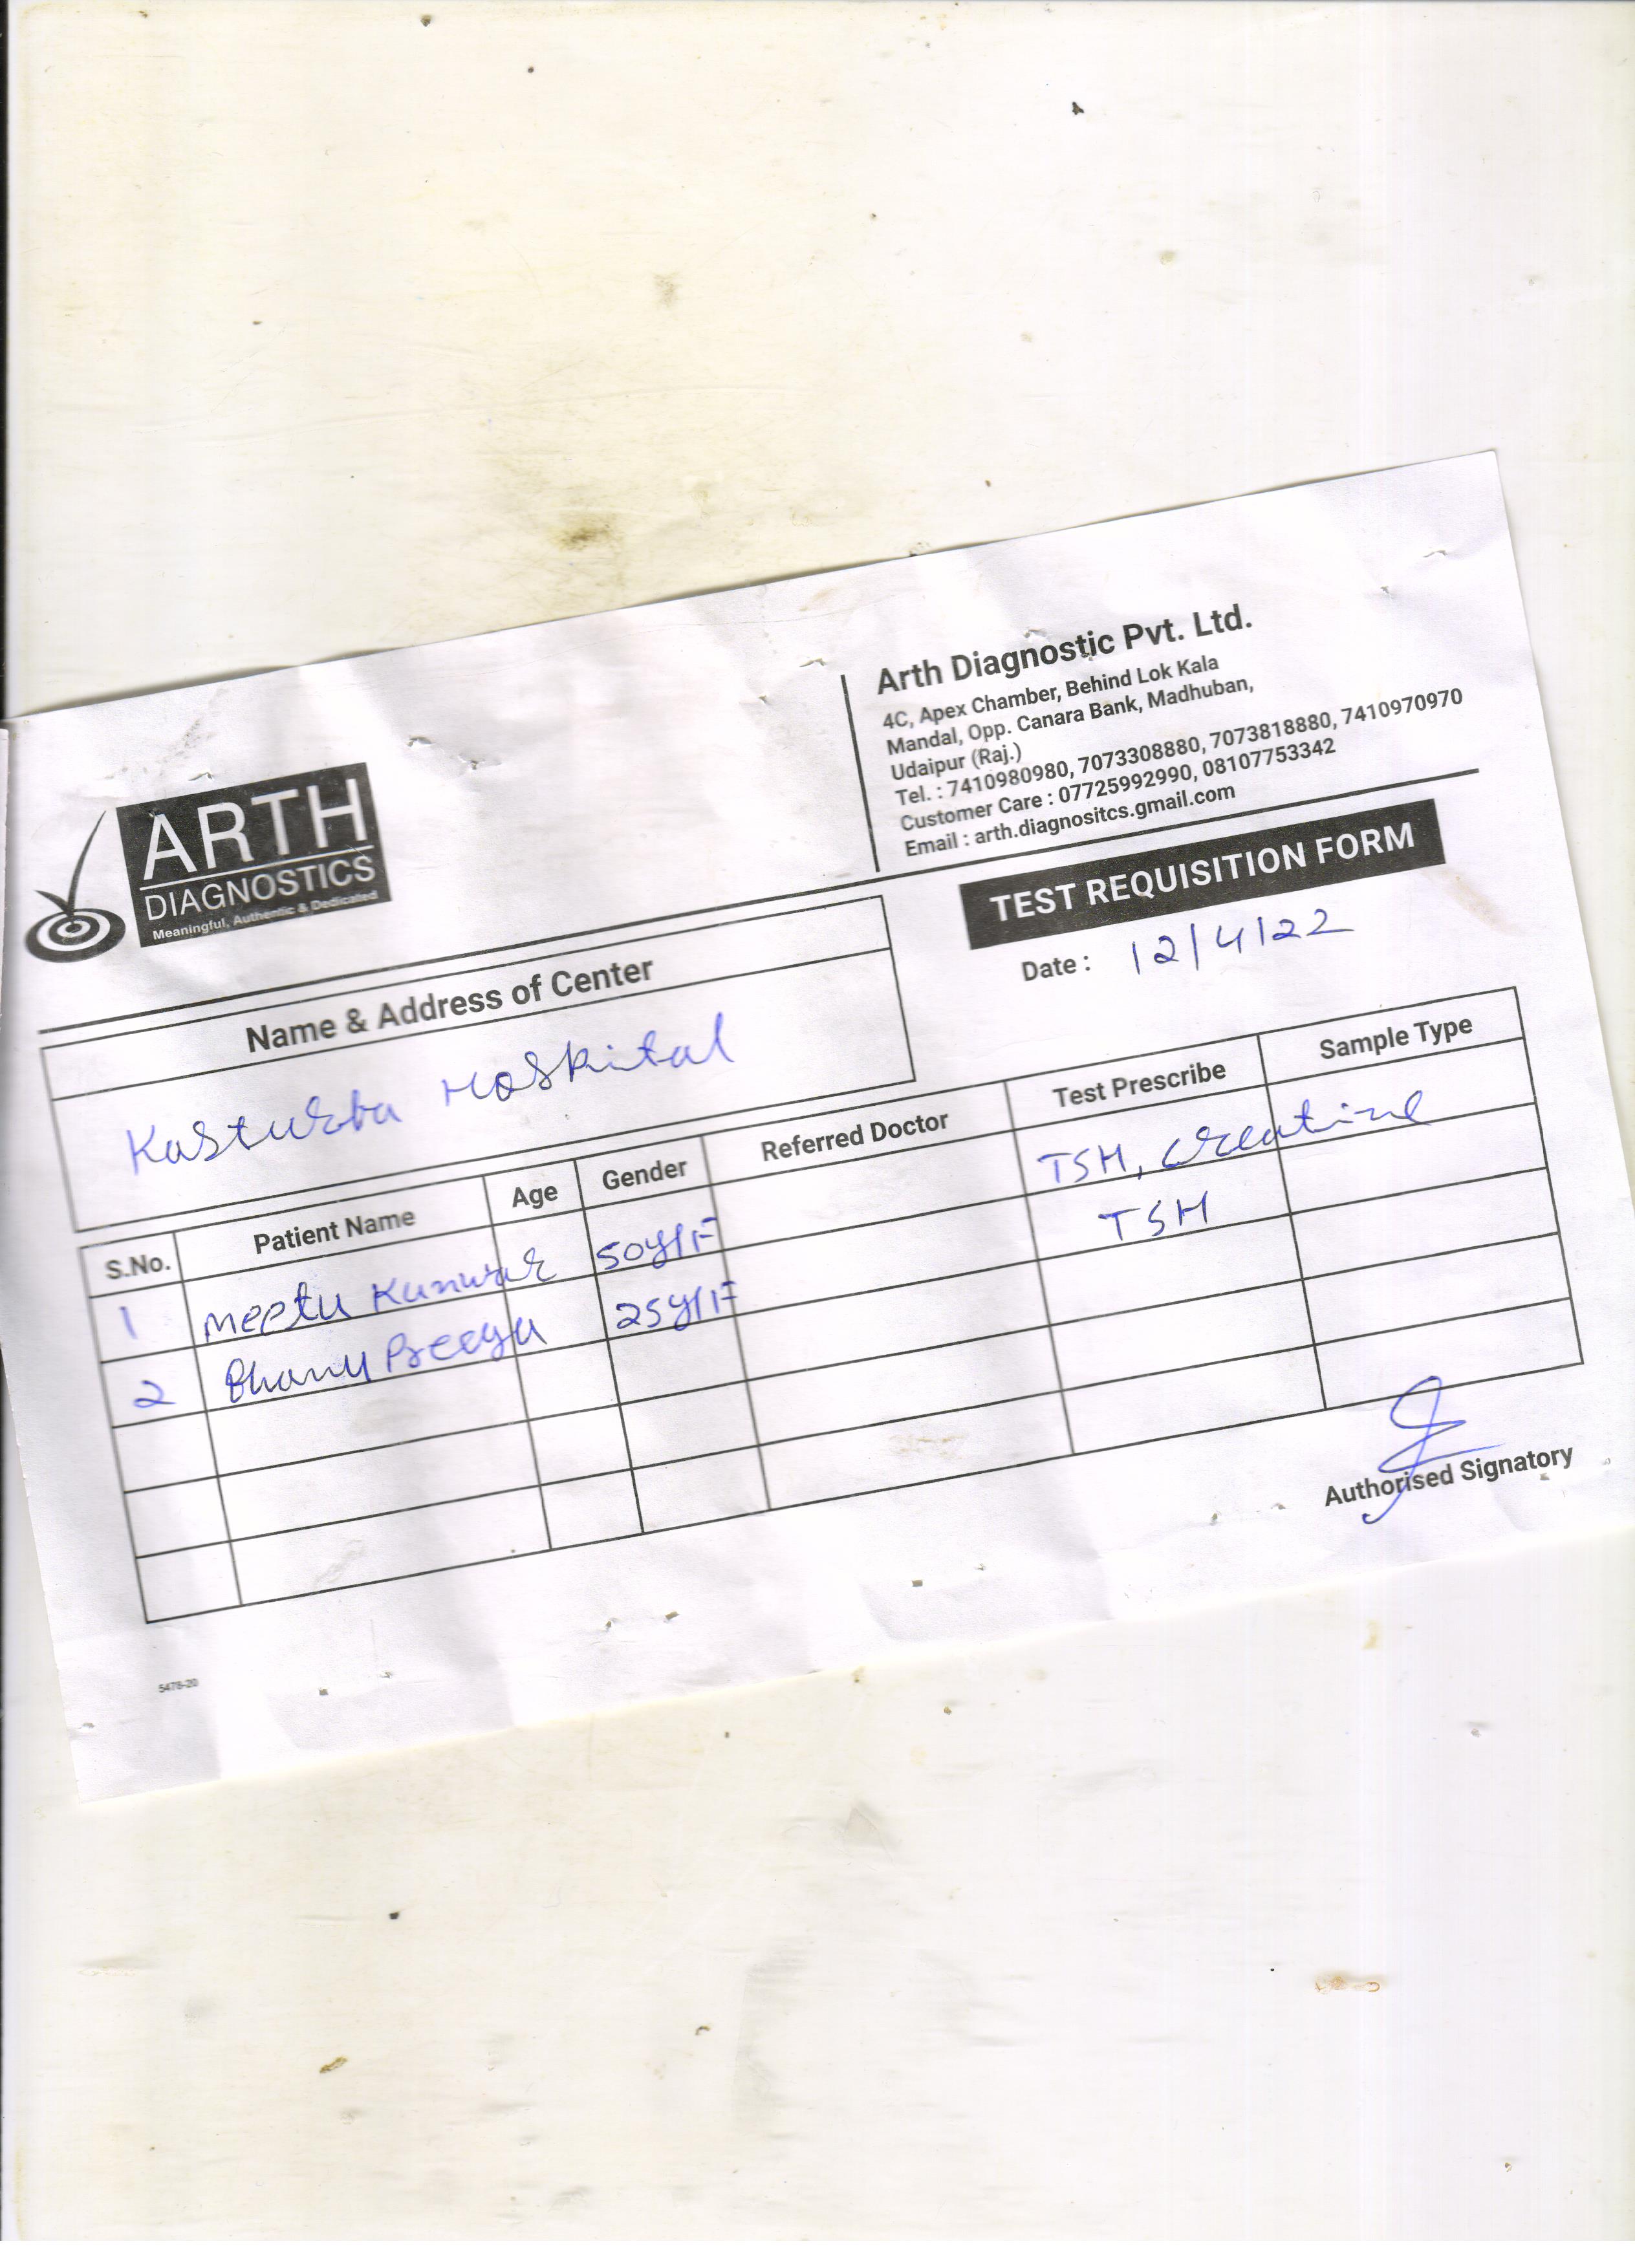 ARTH
DIAGNOSTICS
Meaningful, Authentic & Dedicated
Arth Diagnostic Pvt. Ltd.
4C, Apex Chamber, Behind Lok Kala
Mandal, Opp. Canara Bank, Madhuban,
Udaipur (Raj.)
Tel. : 7410980980, 7073308880, 7073818880, 7410970970
Customer Care : 07725992990, 08107753342
Email : arth.diagnositcs.gmail.com
TEST REQUISITION FORM
Date : 12/4/22
Name & Address of Center
Kasturba Hospital
S.No. Patient Name Age Gender Referred Doctor Test Prescribe Sample Type
1 Meetu Kunwar 50y/F TSH, Creatine
2 Bhanu Preeya 25y/F TSH
Authorised Signatory
5478-20